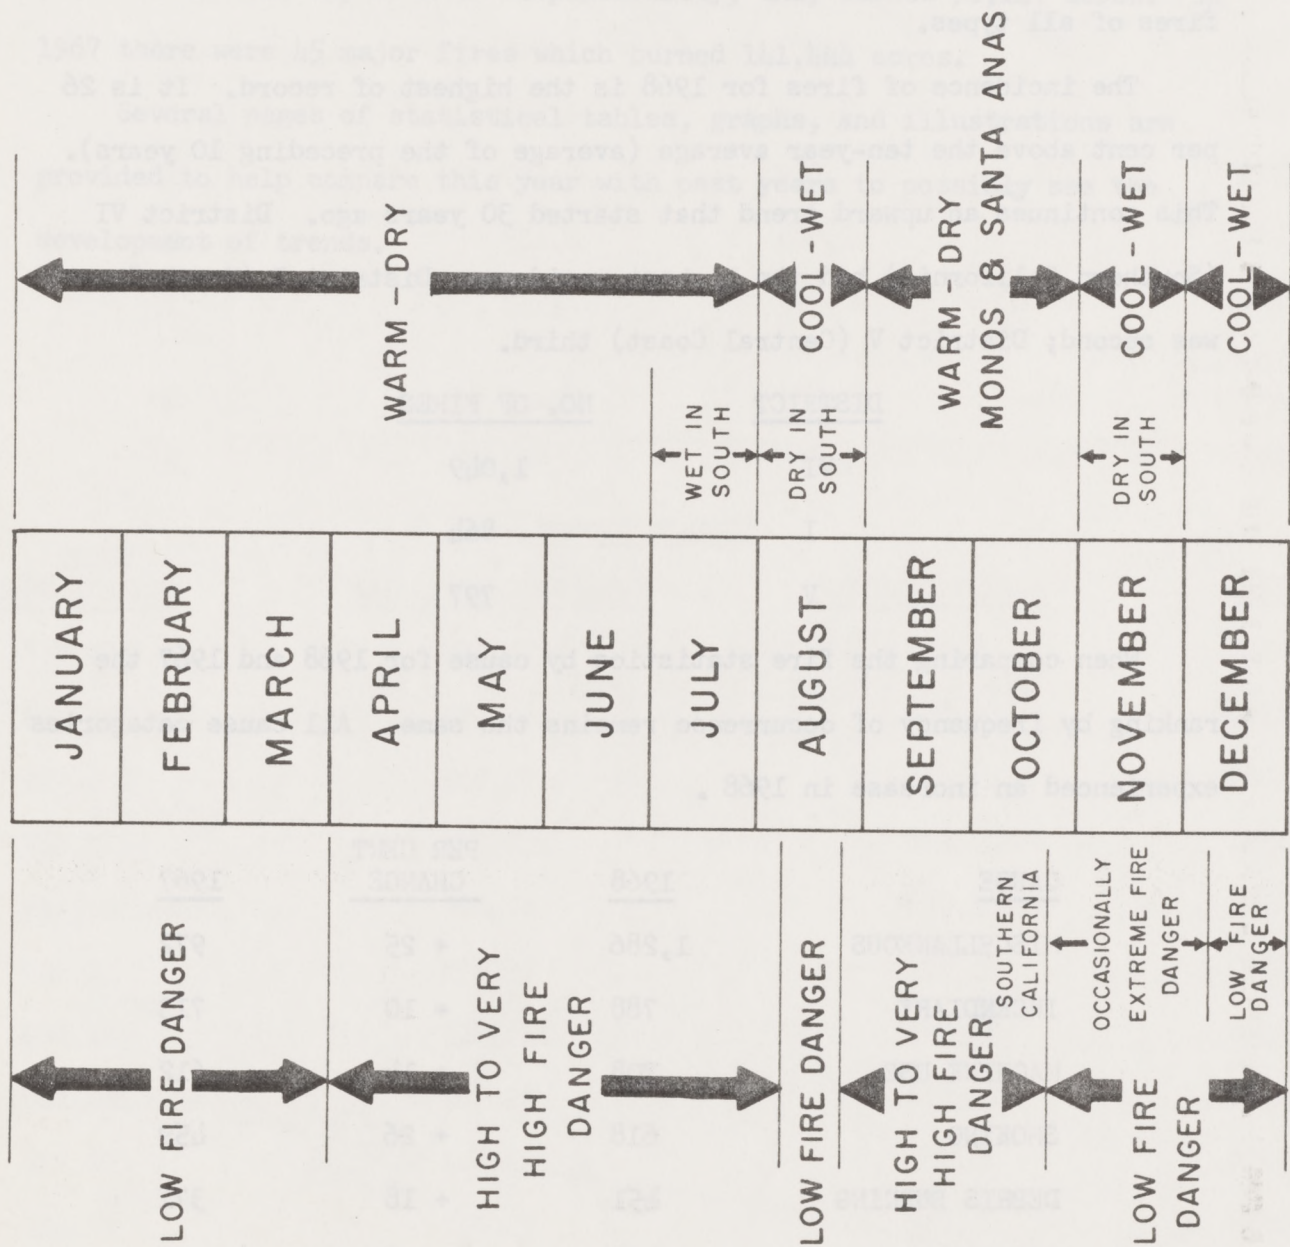 LOW FIRE DANGER
HIGH TO VERY
HIGH FIRE
DANGER
LOW FIRE DANGER
HIGH TO VERY
HIGH FIRE
DANGER
SOUTHERN
CALIFORNIA
LOW FIRE
DANGER
OCCASIONALLY
EXTREME FIRE
DANGER
LOW FIRE
DANGER
JANUARY
FEBRUARY
MARCH
APRL
MAY
JUNE
JULY
AUGUST
SEPTEMBER
OCTOBER
NOVEMBER
DECEMBER
WET IN
SOUTH
DRY IN
SOUTH
DRY IN
SOUTH
WARM-DRY
COOL-WET
WARM DRY
MONOS & SANTA ANAS
COOL-WET
COOL-WET